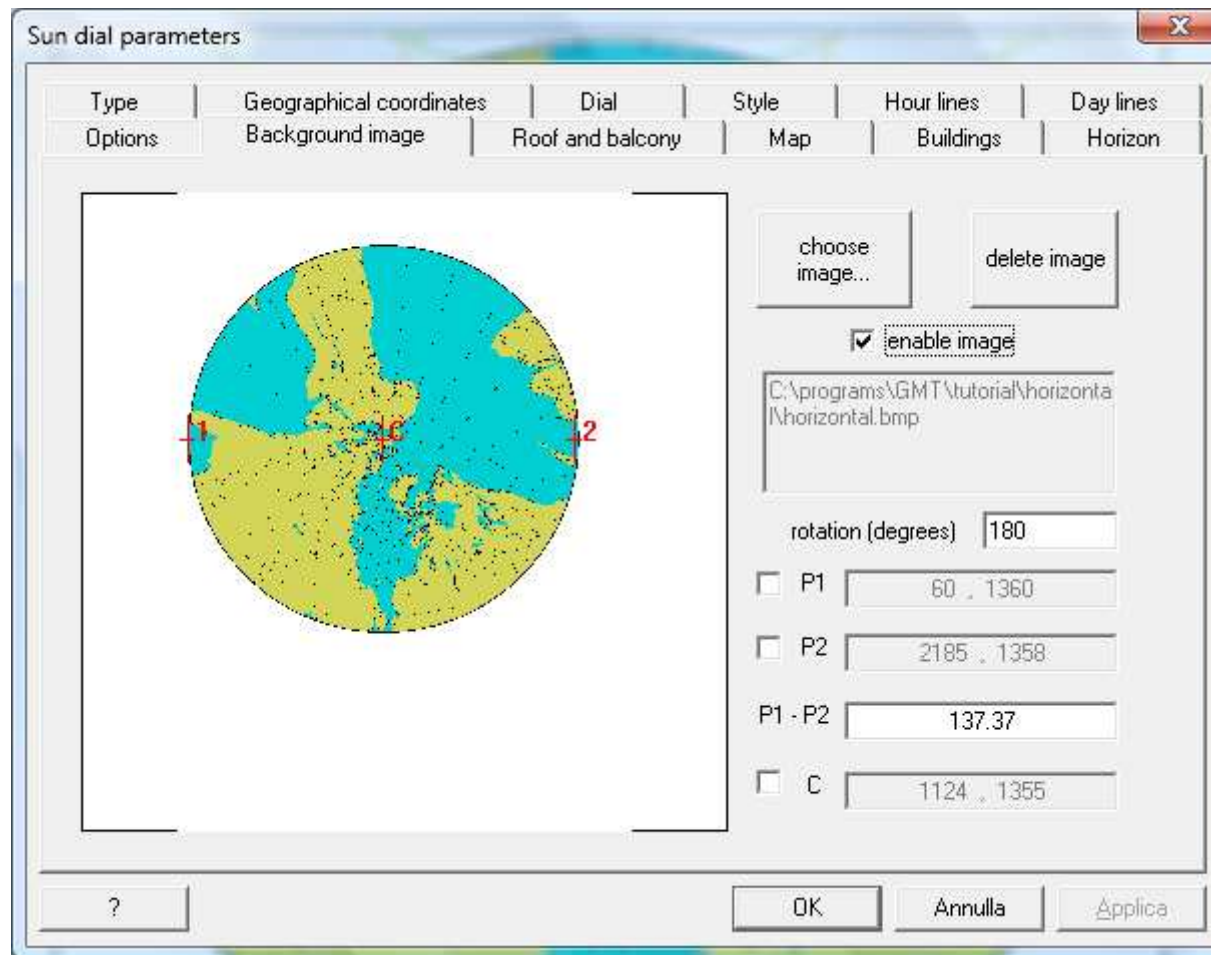 Sun dial parameters
X
Type Geographical coordinates Dial Style Hour lines Day lines
Options Background image Roof and balcony Map Buildings Horizon
choose
image...
delete image
enable image
C:\programs\GMT\tutorial\horizonta
l\horizontal.bmp
1 C 2
rotation (degrees) 180
P1 60 , 1360
P2 2185 , 1358
P1 - P2 137.37
C 1124 , 1355
? OK Annulla Applica